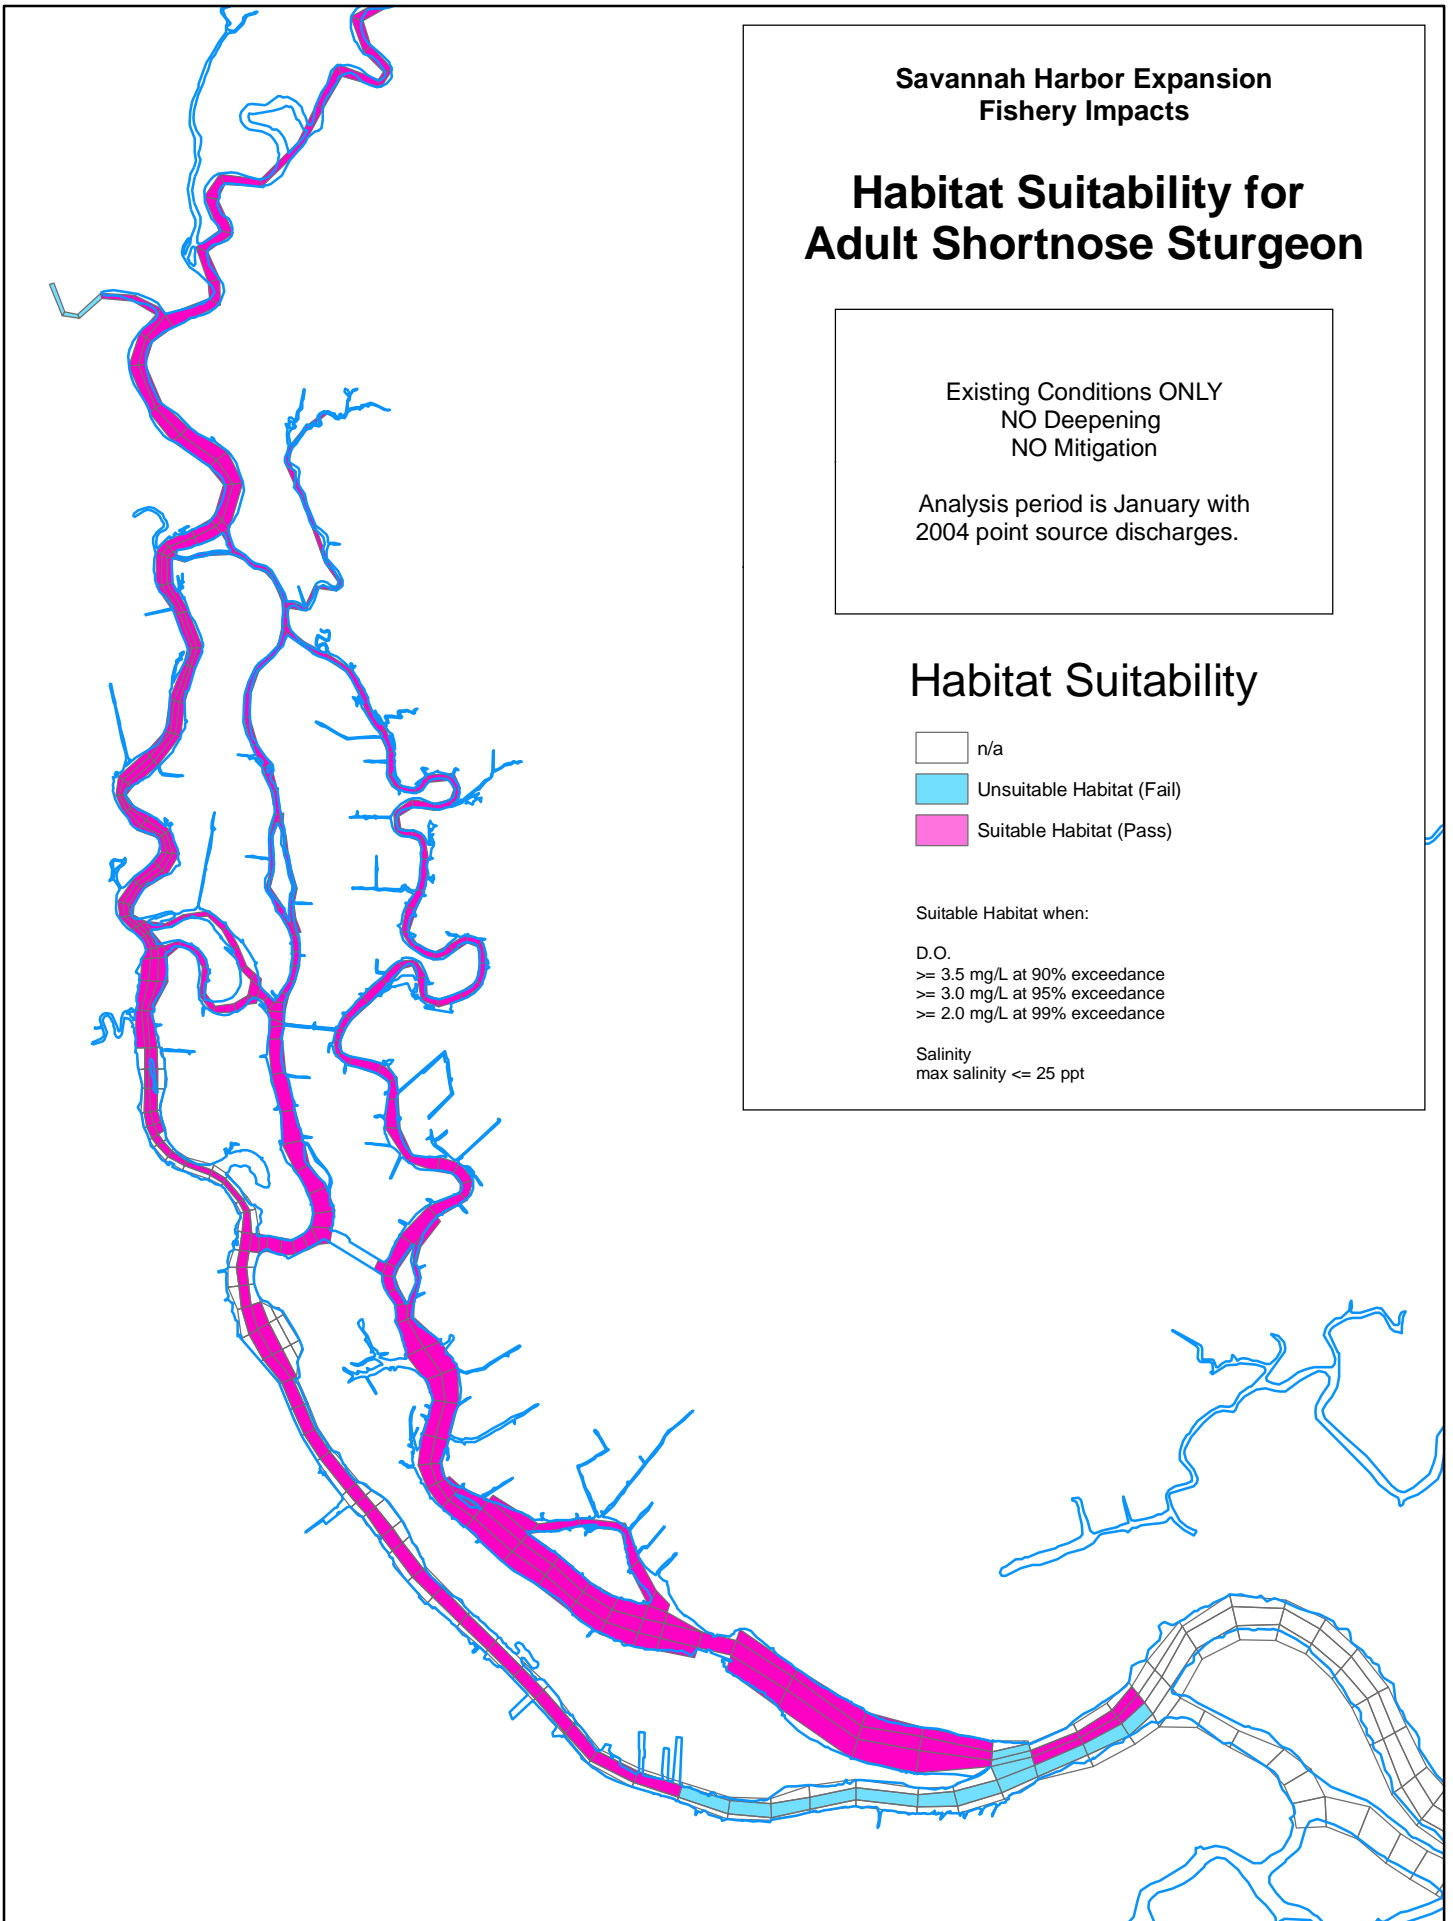 Savannah Harbor Expansion
Fishery Impacts
Habitat Suitability for
Adult Shortnose Sturgeon
Existing Conditions ONLY
NO Deepening
NO Mitigation
Analysis period is January with
2004 point source discharges.
Habitat Suitability
n/a
Unsuitable Habitat (Fail)
Suitable Habitat (Pass)
Suitable Habitat when:
D.O.
>= 3.5 mg/L at 90% exceedance
>= 3.0 mg/L at 95% exceedance
>= 2.0 mg/L at 99% exceedance
Salinity
max salinity <= 25 ppt